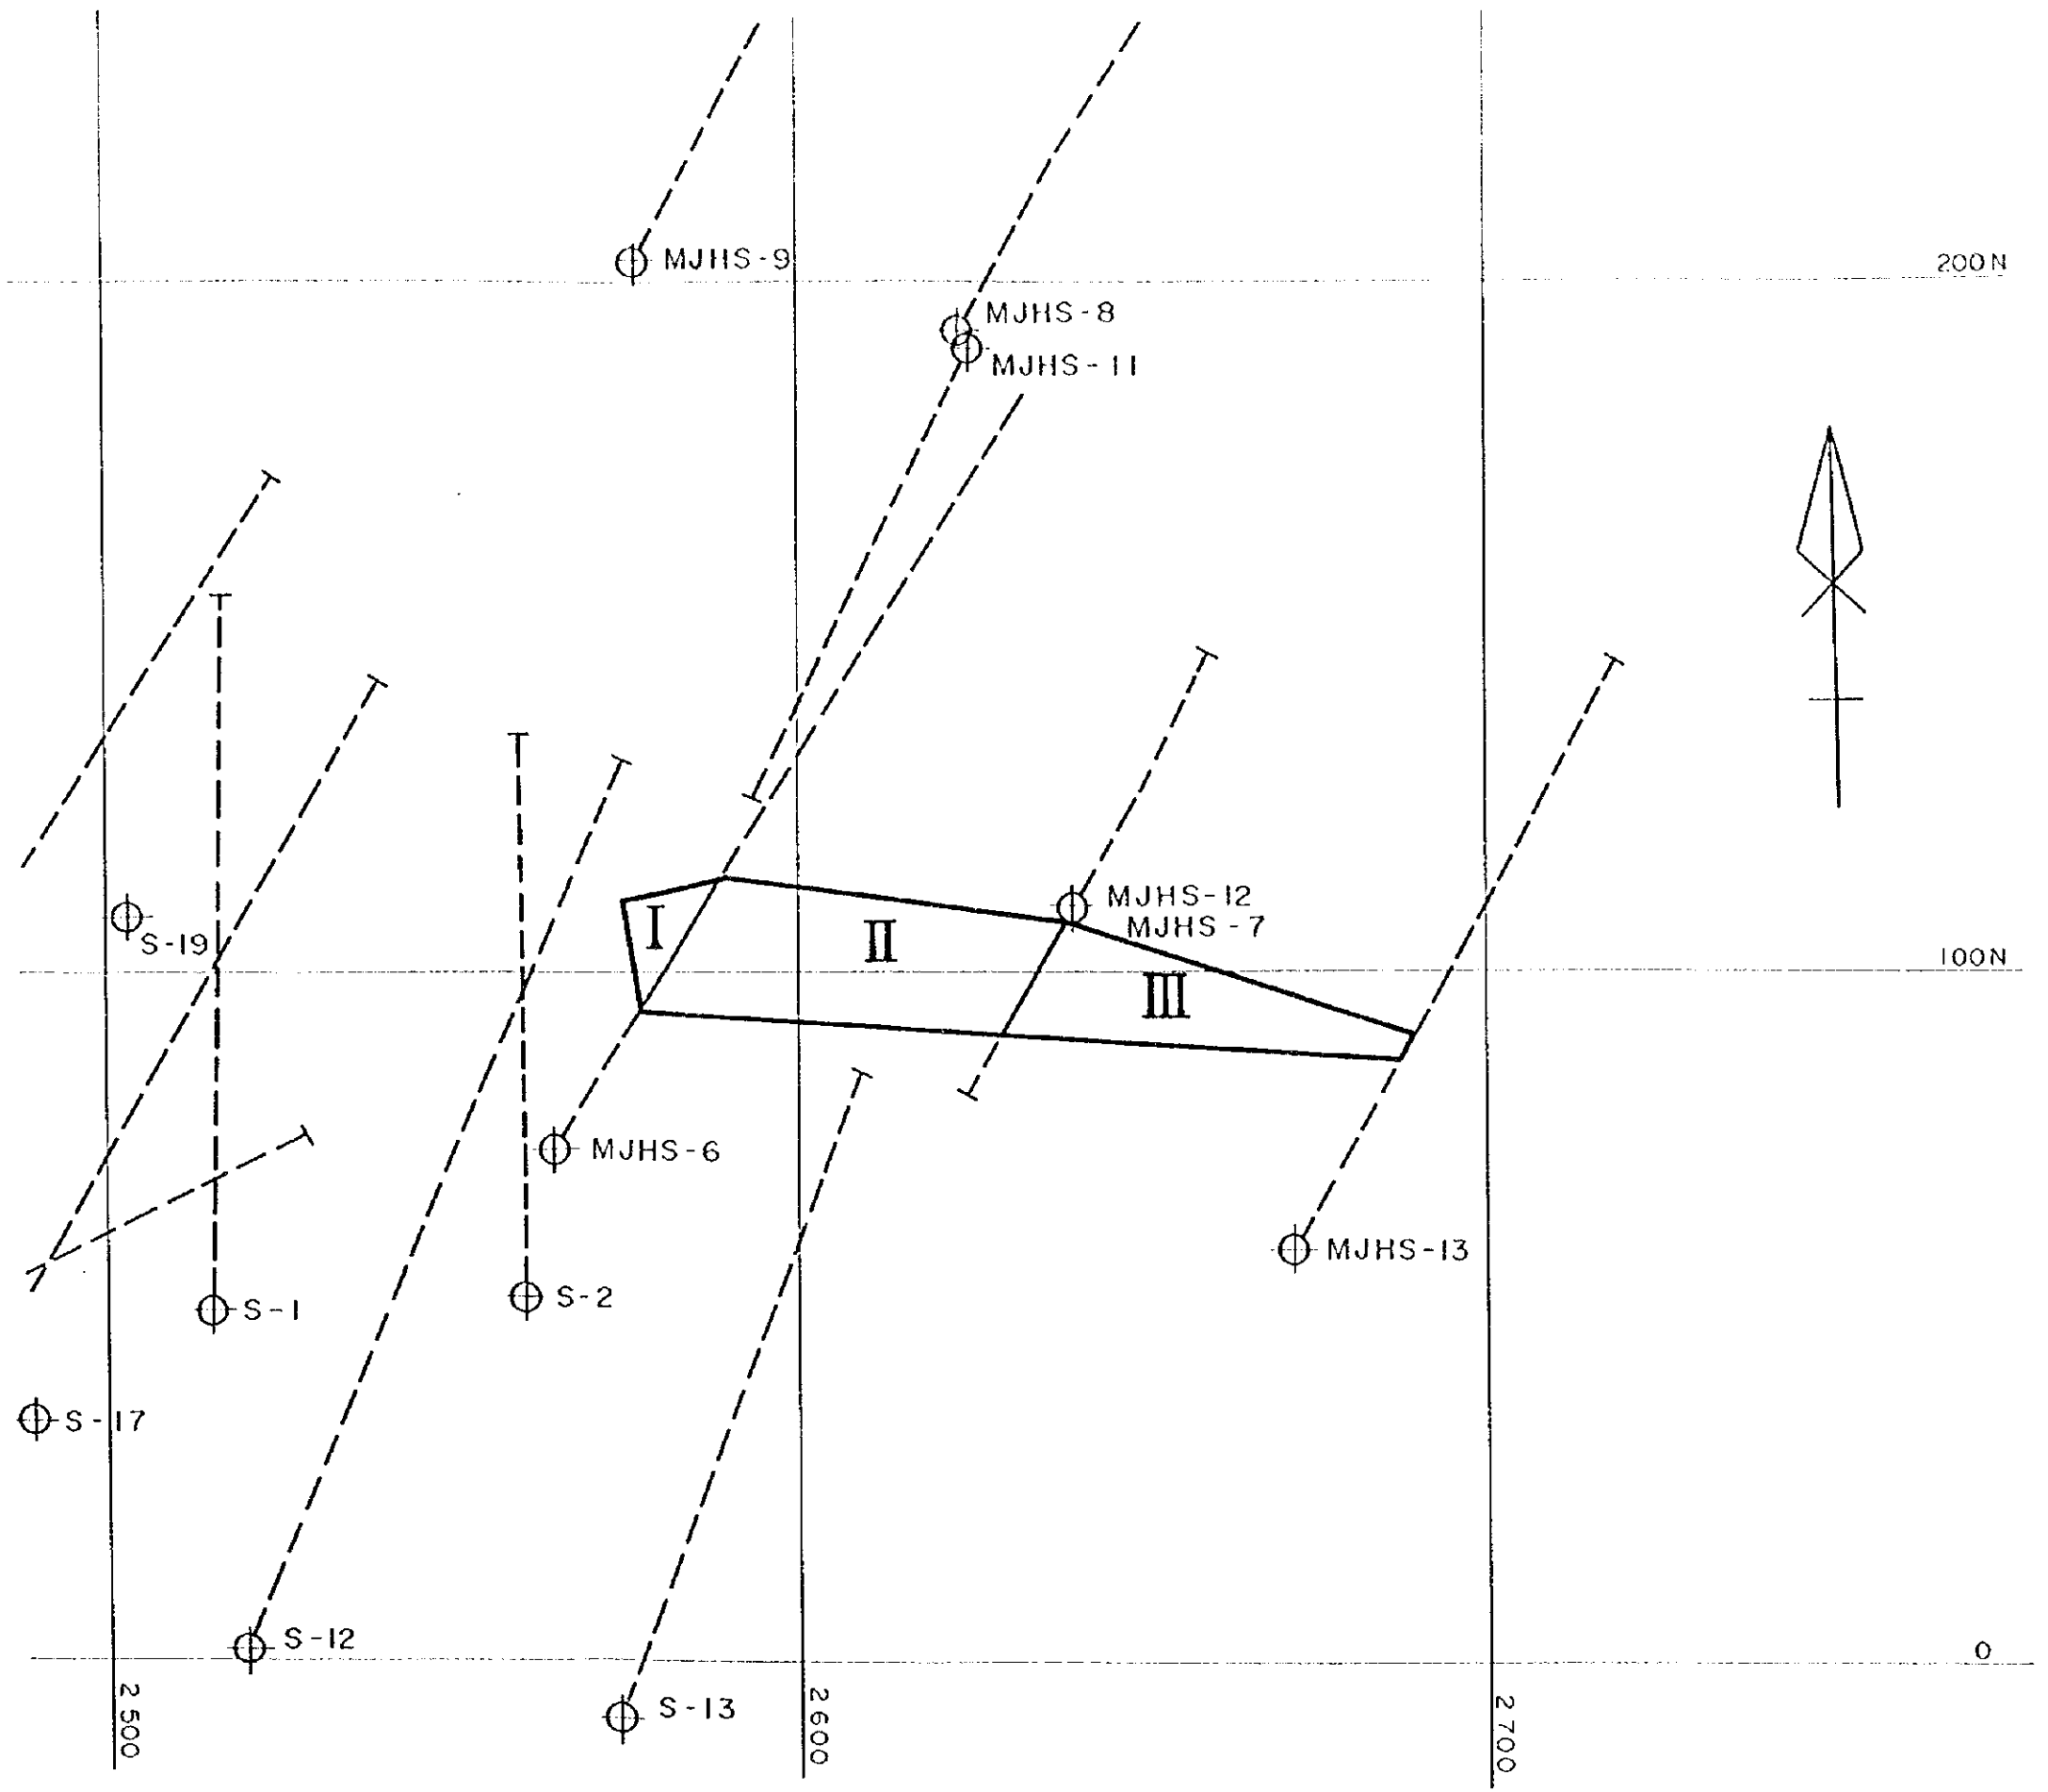 MJHS-9
200N
MJHS-8
MJHS-11
MJHS-12
MJHS-7
S-19
I
II
III
100N
MJHS-6
MJHS-13
S-1
S-2
S-17
S-12
0
S-13
2500
2600
2700